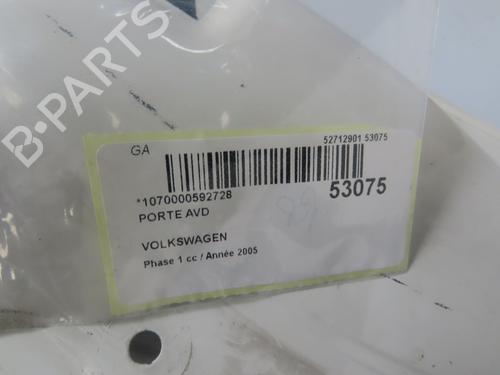 B-PARTS
GA
52712901 53075
*1070000592728
53075
PORTE AVD
VOLKSWAGEN
Phase 1 cc / Année 2005